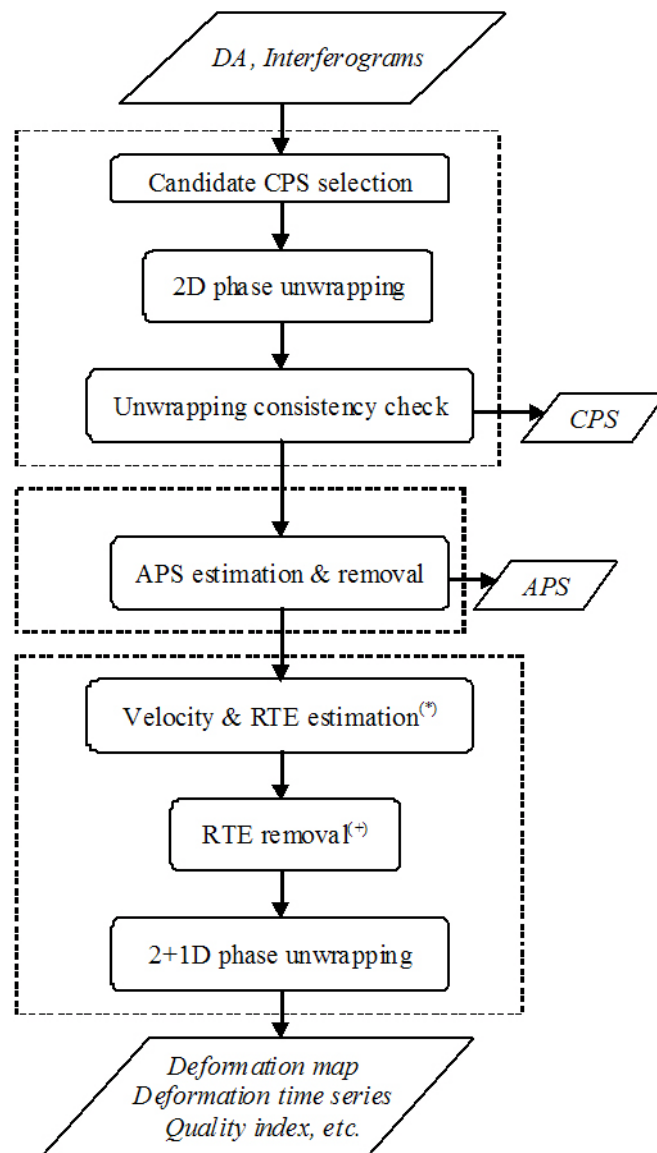 DA, Interferograms
Candidate CPS selection
2D phase unwrapping
Unwrapping consistency check
CPS
APS estimation & removal
APS
Velocity & RTE estimation(*)
RTE removal(+)
2+1D phase unwrapping
Deformation map
Deformation time series
Quality index, etc.